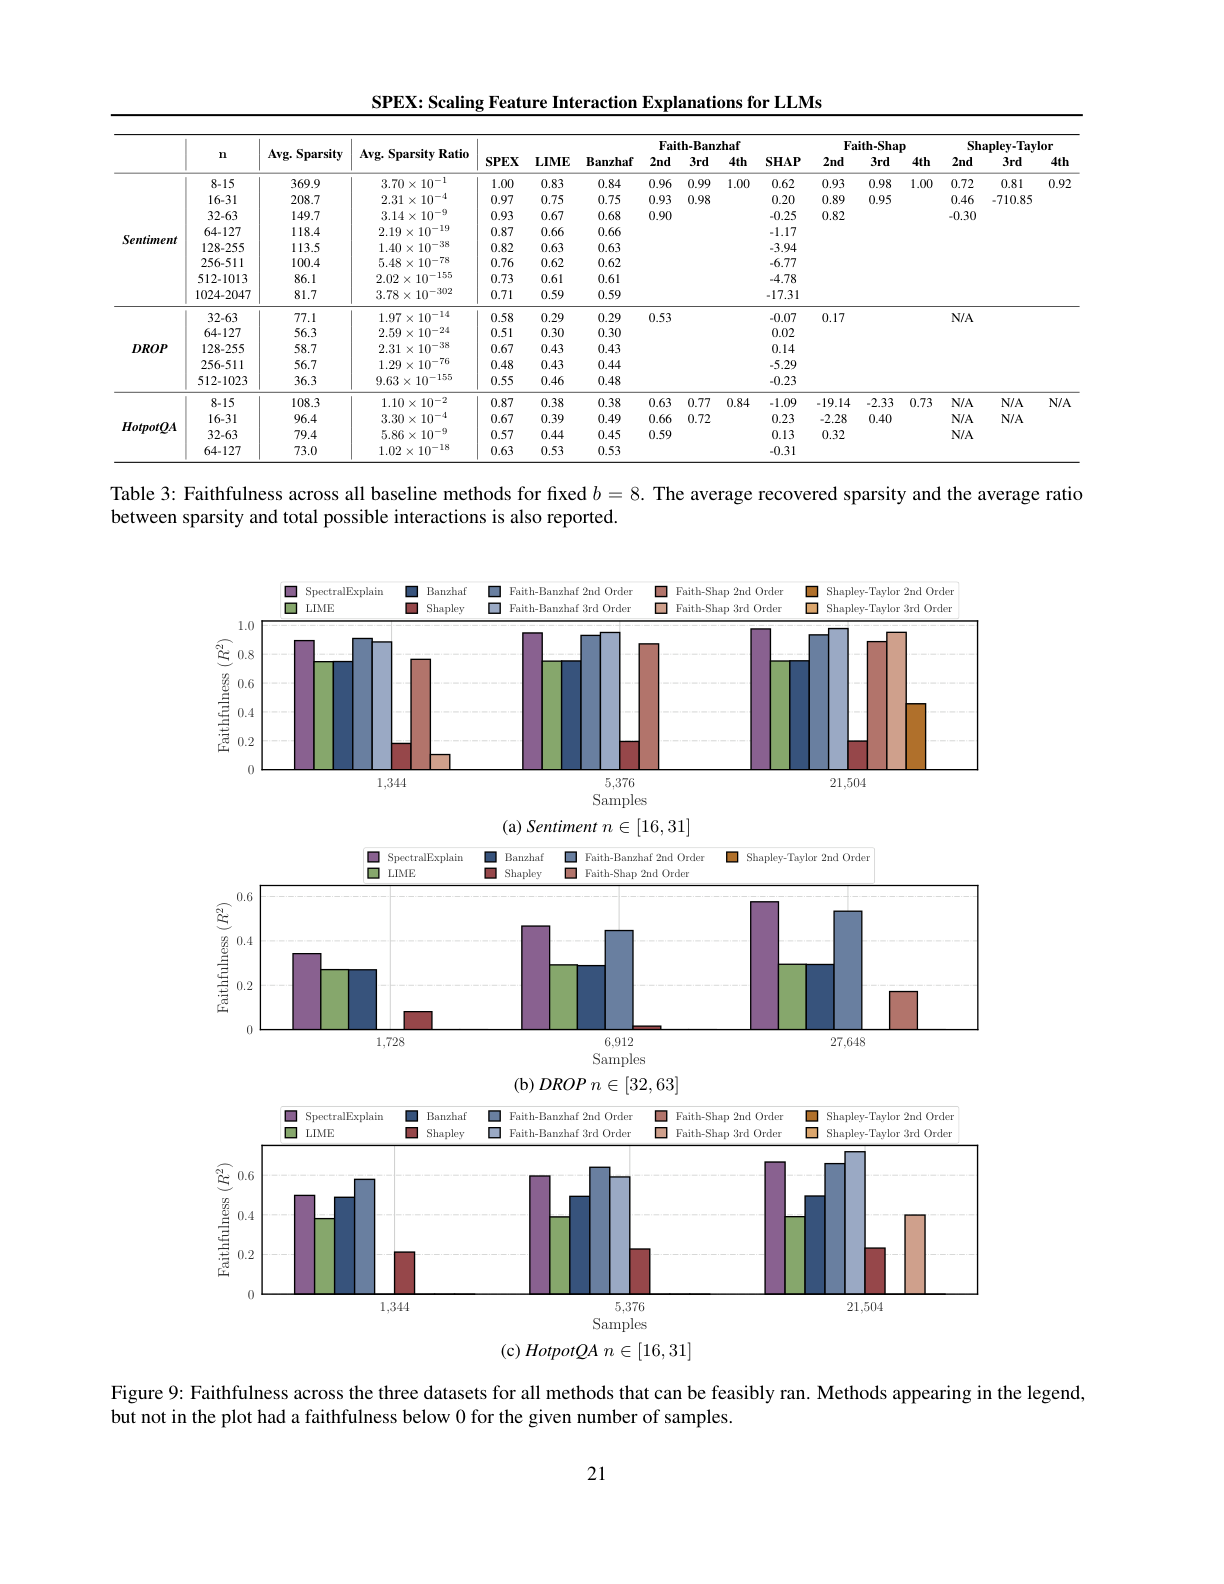 SPEX: Scaling Feature Interaction Explanations for LLMs
Faith-Banzhaf Faith-Shap Shapley-Taylor
n Avg. Sparsity Avg. Sparsity Ratio SPEX LIME Banzhaf 2nd 3rd 4th SHAP 2nd 3rd 4th 2nd 3rd 4th
8-15 369.9 3.70 × 10⁻¹ 1.00 0.83 0.84 0.96 0.99 1.00 0.62 0.93 0.98 1.00 0.72 0.81 0.92
16-31 208.7 2.31 × 10⁻⁴ 0.97 0.75 0.75 0.93 0.98 0.20 0.89 0.95 0.46 -710.85
32-63 149.7 3.14 × 10⁻⁹ 0.93 0.67 0.68 0.90 -0.25 0.82 -0.30
Sentiment 64-127 118.4 2.19 × 10⁻¹⁹ 0.87 0.66 0.66 -1.17
128-255 113.5 1.40 × 10⁻³⁸ 0.82 0.63 0.63 -3.94
256-511 100.4 5.48 × 10⁻⁷⁸ 0.76 0.62 0.62 -6.77
512-1013 86.1 2.02 × 10⁻¹⁵⁵ 0.73 0.61 0.61 -4.78
1024-2047 81.7 3.78 × 10⁻³⁰² 0.71 0.59 0.59 -17.31
32-63 77.1 1.97 × 10⁻¹⁴ 0.58 0.29 0.29 0.53 -0.07 0.17 N/A
64-127 56.3 2.59 × 10⁻²⁴ 0.51 0.30 0.30 0.02
DROP 128-255 58.7 2.31 × 10⁻³⁸ 0.67 0.43 0.43 0.14
256-511 56.7 1.29 × 10⁻⁷⁶ 0.48 0.43 0.44 -5.29
512-1023 36.3 9.63 × 10⁻¹⁵⁵ 0.55 0.46 0.48 -0.23
8-15 108.3 1.10 × 10⁻² 0.87 0.38 0.38 0.63 0.77 0.84 -1.09 -19.14 -2.33 0.73 N/A N/A N/A
16-31 96.4 3.30 × 10⁻⁴ 0.67 0.39 0.49 0.66 0.72 0.23 -2.28 0.40 N/A N/A
HotpotQA 32-63 79.4 5.86 × 10⁻⁹ 0.57 0.44 0.45 0.59 0.13 0.32 N/A
64-127 73.0 1.02 × 10⁻¹⁸ 0.63 0.53 0.53 -0.31
Table 3: Faithfulness across all baseline methods for fixed b = 8. The average recovered sparsity and the average ratio
between sparsity and total possible interactions is also reported.
SpectralExplain Banzhaf Faith-Banzhaf 2nd Order Faith-Shap 2nd Order Shapley-Taylor 2nd Order
LIME Shapley Faith-Banzhaf 3rd Order Faith-Shap 3rd Order Shapley-Taylor 3rd Order
1.0
0.8
0.6
0.4
0.2
0
Faithfulness (R²)
1,344 5,376 21,504
Samples
(a) Sentiment n ∈ [16, 31]
SpectralExplain Banzhaf Faith-Banzhaf 2nd Order Shapley-Taylor 2nd Order
LIME Shapley Faith-Shap 2nd Order
0.6
0.4
0.2
0
Faithfulness (R²)
1,728 6,912 27,648
Samples
(b) DROP n ∈ [32, 63]
SpectralExplain Banzhaf Faith-Banzhaf 2nd Order Faith-Shap 2nd Order Shapley-Taylor 2nd Order
LIME Shapley Faith-Banzhaf 3rd Order Faith-Shap 3rd Order Shapley-Taylor 3rd Order
0.6
0.4
0.2
0
Faithfulness (R²)
1,344 5,376 21,504
Samples
(c) HotpotQA n ∈ [16, 31]
Figure 9: Faithfulness across the three datasets for all methods that can be feasibly ran. Methods appearing in the legend,
but not in the plot had a faithfulness below 0 for the given number of samples.
21